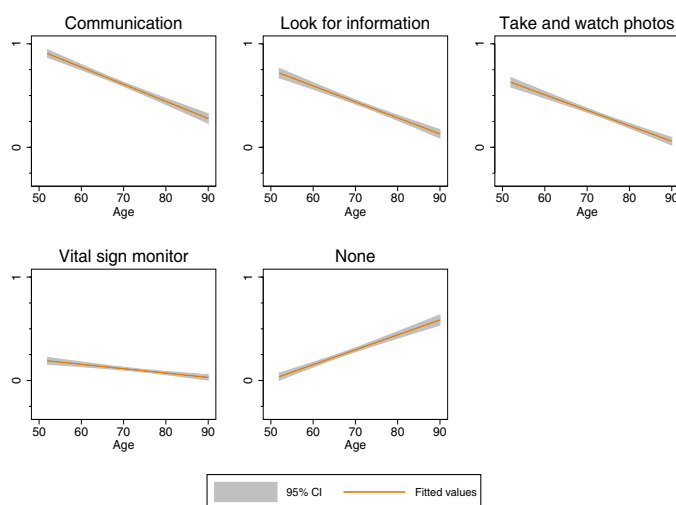 Communication
Look for information
Take and watch photos
1
0
50 60 70 80 90
Age
1
0
50 60 70 80 90
Age
1
0
50 60 70 80 90
Age
Vital sign monitor
None
1
0
50 60 70 80 90
Age
1
0
50 60 70 80 90
Age
95% CI
Fitted values